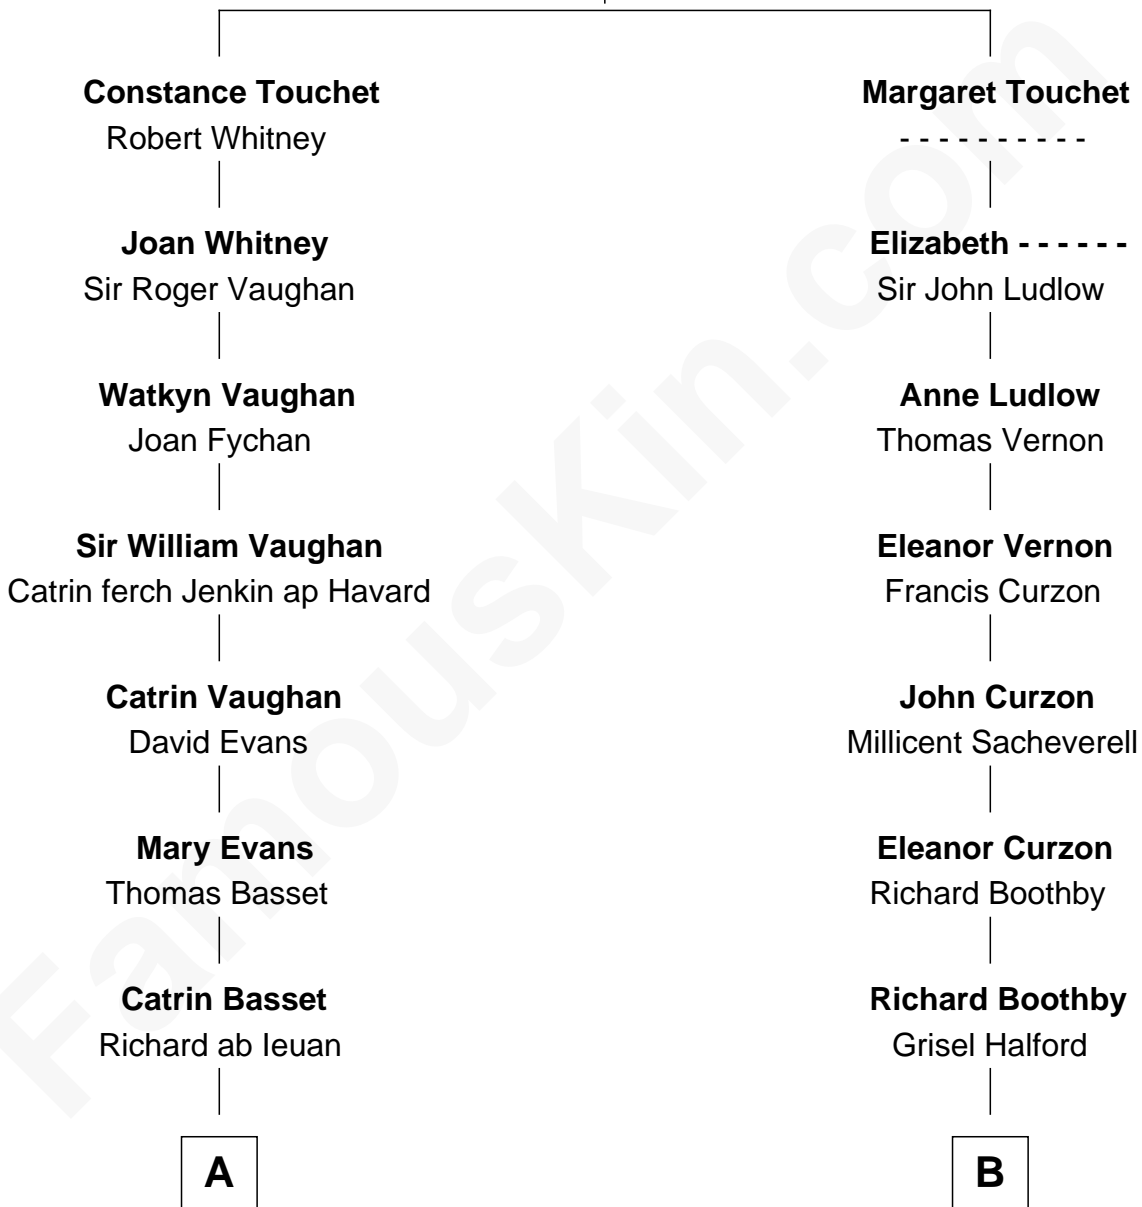 Constance Touchet
Robert Whitney
Joan Whitney
Sir Roger Vaughan
Watkyn Vaughan
Joan Fychan
Sir William Vaughan
Catrin ferch Jenkin ap Havard
Catrin Vaughan
David Evans
Mary Evans
Thomas Basset
Catrin Basset
Richard ab Ieuan
A
Margaret Touchet
- - - - - - - - - -
Elizabeth - - - - - -
Sir John Ludlow
Anne Ludlow
Thomas Vernon
Eleanor Vernon
Francis Curzon
John Curzon
Millicent Sacheverell
Eleanor Curzon
Richard Boothby
Richard Boothby
Grisel Halford
B
FamousKin.com